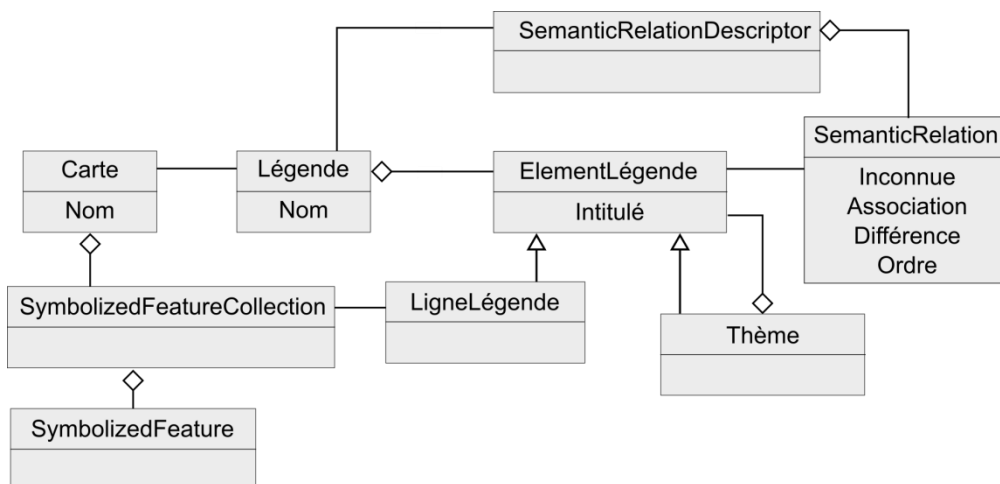 SemanticRelationDescriptor
SemanticRelation
Inconnue
Association
Différence
Ordre
Carte
Nom
Légende
Nom
ElementLégende
Intitulé
SymbolizedFeatureCollection
LigneLégende
Thème
SymbolizedFeature